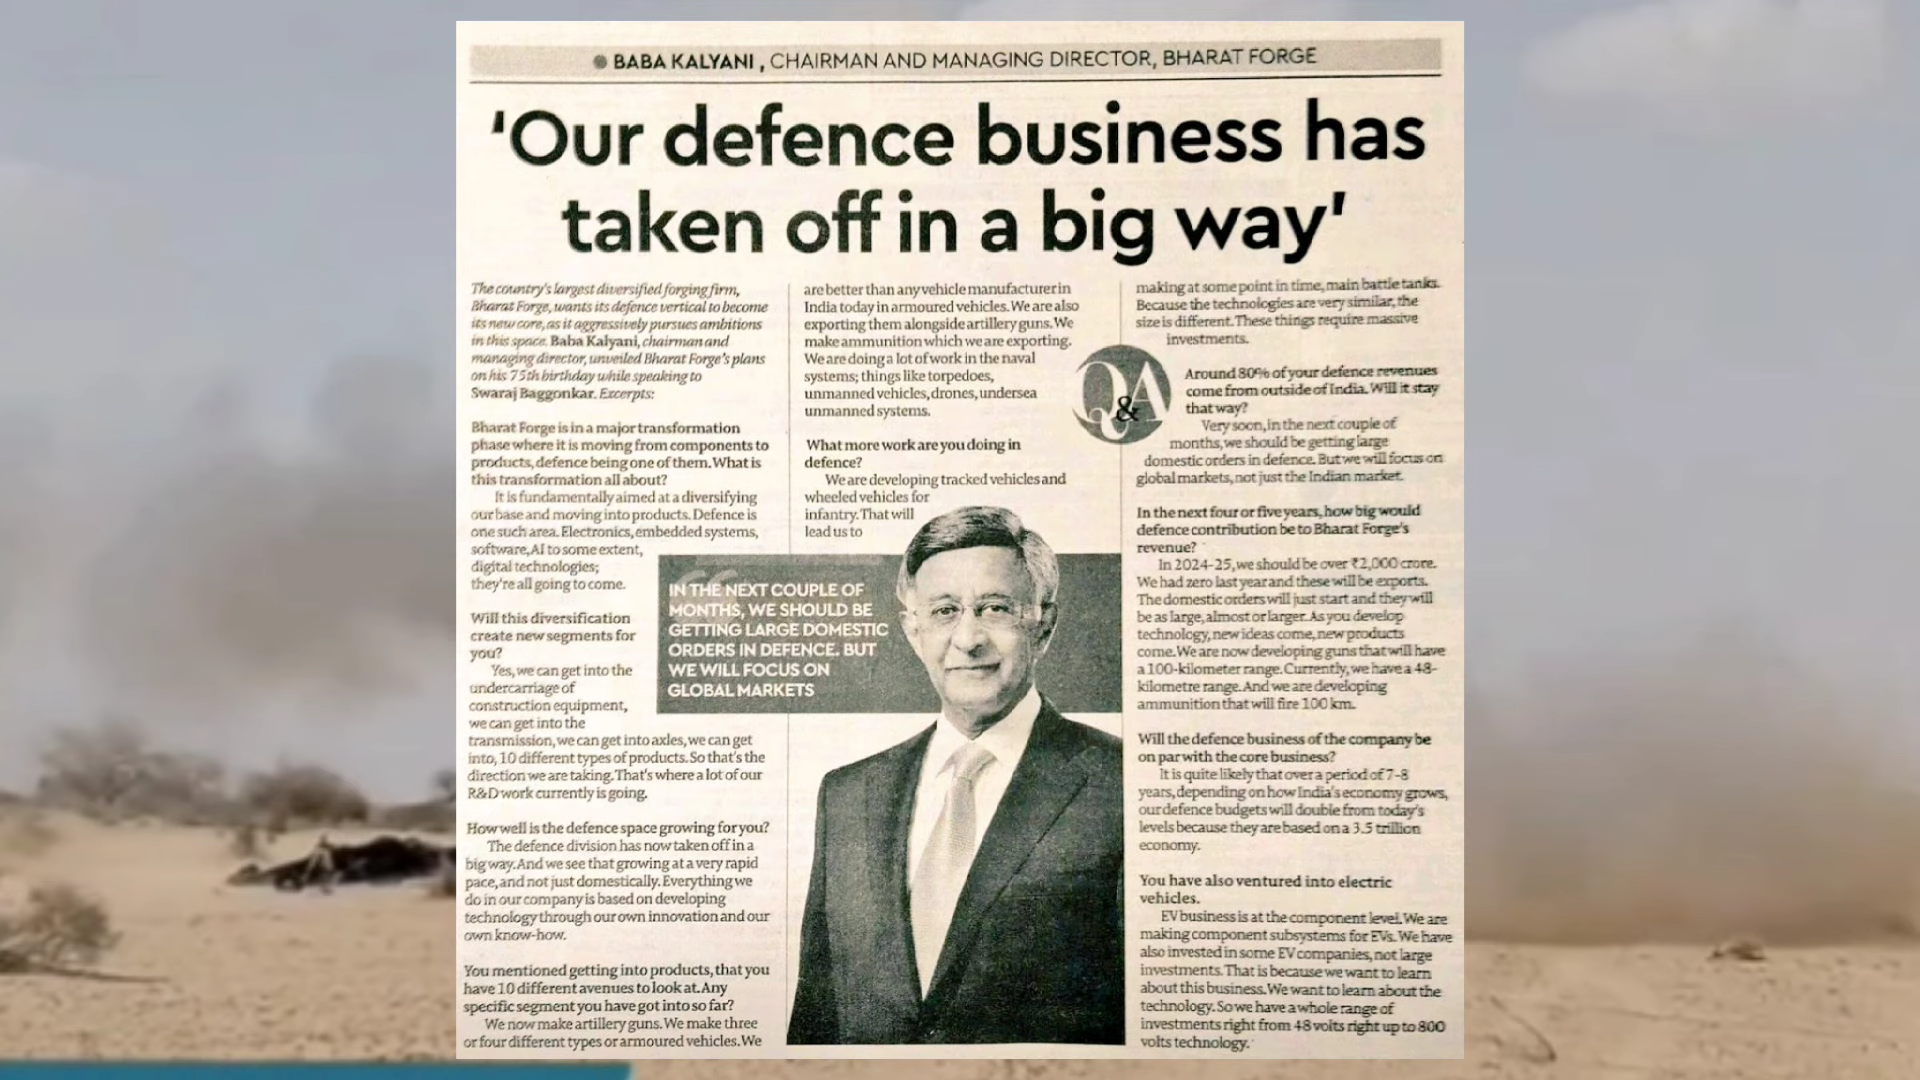 BABA KALYANI, CHAIRMAN AND MANAGING DIRECTOR, BHARAT FORGE
'Our defence business has
taken off in a big way'
The country's largest diversified forging firm,
Bharat Forge, wants its defence vertical to become
its new core, as it aggressively pursues ambitions
in this space. Baba Kalyani, chairman and
managing director, unveiled Bharat Forge's plans
on his 75th birthday while speaking to
Swaraj Baggonkar. Excerpts:
Bharat Forge is in a major transformation
phase where it is moving from components to
products, defence being one of them. What is
this transformation all about?
It is fundamentally aimed at a diversifying
our base and moving into products. Defence is
one such area. Electronics, embedded systems,
software, AI to some extent,
digital technologies;
they're all going to come.
Will this diversification
create new segments for
you?
Yes, we can get into the
undercarriage of
construction equipment,
we can get into the
transmission, we can get into axles, we can get
into, 10 different types of products. So that's the
direction we are taking. That's where a lot of our
R&D work currently is going.
How well is the defence space growing for you?
The defence division has now taken off in a
big way. And we see that growing at a very rapid
pace, and not just domestically. Everything we
do in our company is based on developing
technology through our own innovation and our
own know-how.
You mentioned getting into products, that you
have 10 different avenues to look at. Any
specific segment you have got into so far?
We now make artillery guns. We make three
or four different types or armoured vehicles. We
are better than any vehicle manufacturer in
India today in armoured vehicles. We are also
exporting them alongside artillery guns. We
make ammunition which we are exporting.
We are doing a lot of work in the naval
systems; things like torpedoes,
unmanned vehicles, drones, undersea
unmanned systems.
What more work are you doing in
defence?
We are developing tracked vehicles and
wheeled vehicles for
infantry. That will
lead us to
IN THE NEXT COUPLE OF
MONTHS, WE SHOULD BE
GETTING LARGE DOMESTIC
ORDERS IN DEFENCE. BUT
WE WILL FOCUS ON
GLOBAL MARKETS
making at some point in time, main battle tanks.
Because the technologies are very similar, the
size is different. These things require massive
investments.
Q&A
Around 80% of your defence revenues
come from outside of India. Will it stay
that way?
Very soon, in the next couple of
months, we should be getting large
domestic orders in defence. But we will focus on
global markets, not just the Indian market.
In the next four or five years, how big would
defence contribution be to Bharat Forge's
revenue?
In 2024-25, we should be over ₹2,000 crore.
We had zero last year and these will be exports.
The domestic orders will just start and they will
be as large, almost or larger. As you develop
technology, new ideas come, new products
come. We are now developing guns that will have
a 100-kilometer range. Currently, we have a 48-
kilometre range. And we are developing
ammunition that will fire 100 km.
Will the defence business of the company be
on par with the core business?
It is quite likely that over a period of 7-8
years, depending on how India's economy grows,
our defence budgets will double from today's
levels because they are based on a 3.5 trillion
economy.
You have also ventured into electric
vehicles.
EV business is at the component level. We are
making component subsystems for EVs. We have
also invested in some EV companies, not large
investments. That is because we want to learn
about this business. We want to learn about the
technology. So we have a whole range of
investments right from 48 volts right up to 800
volts technology.